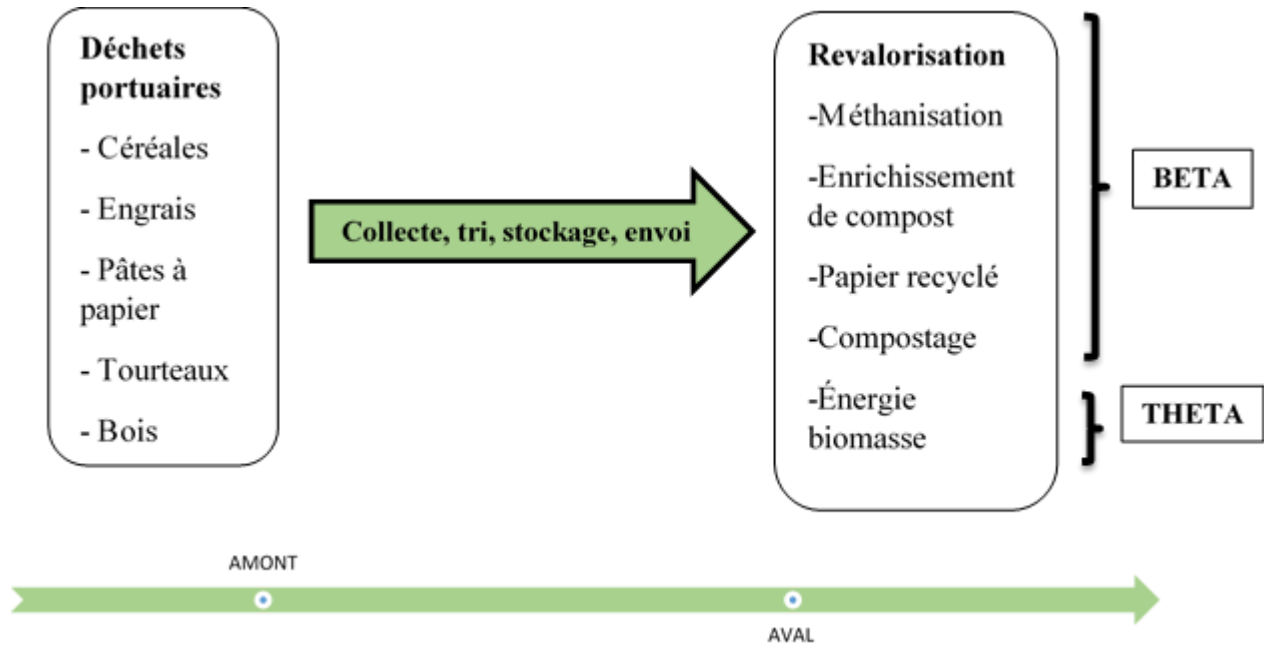 Déchets
portuaires
- Céréales
- Engrais
- Pâtes à
papier
- Tourteaux
- Bois
Collecte, tri, stockage, envoi
Revalorisation
-Méthanisation
-Enrichissement
de compost
-Papier recyclé
-Compostage
-Énergie
biomasse
BETA
THETA
AMONT
AVAL